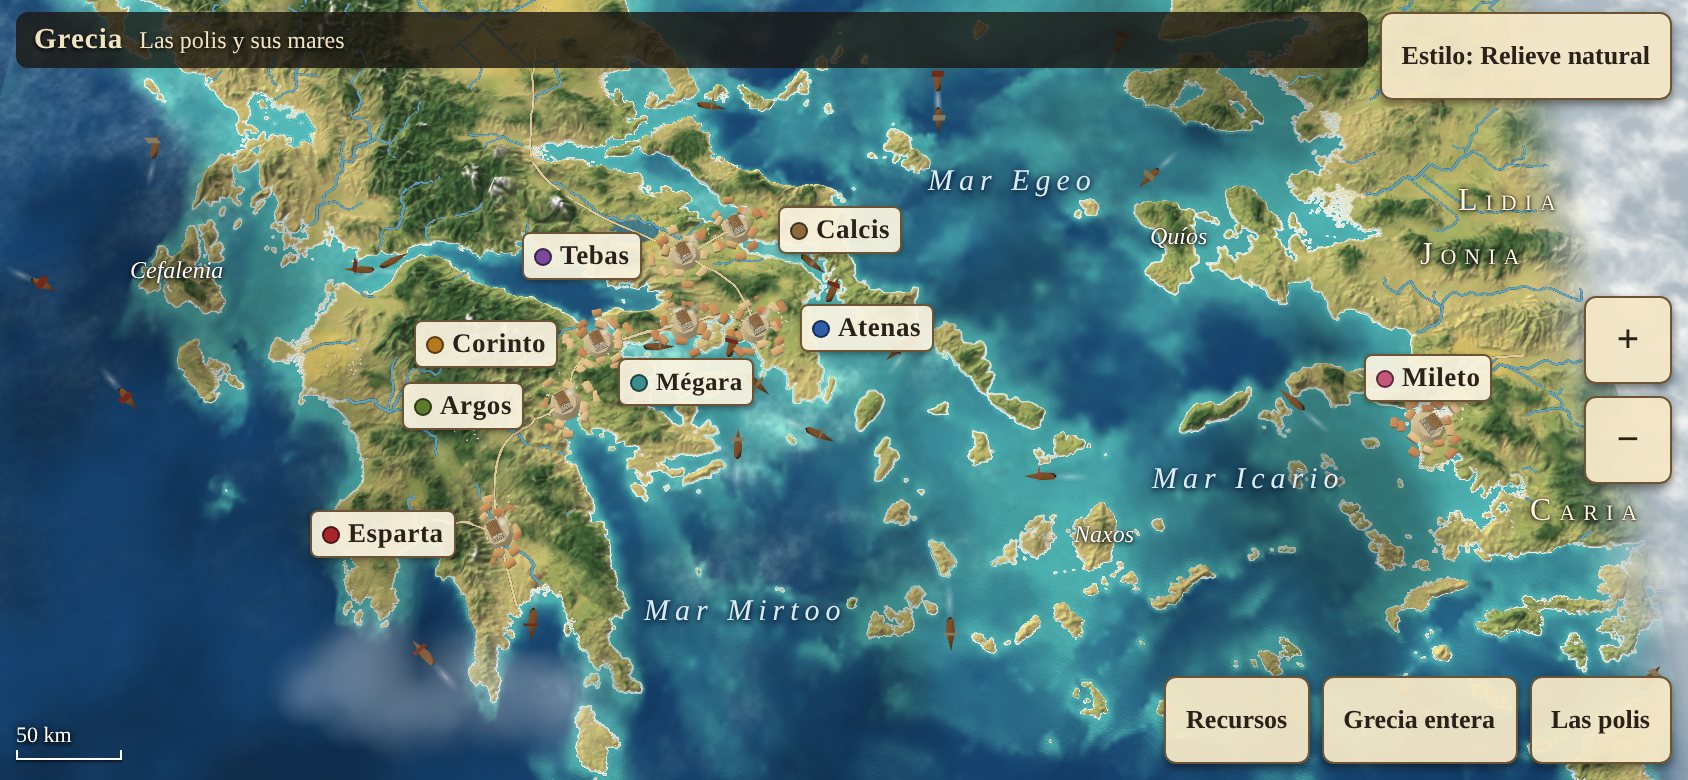 Grecia Las polis y sus mares
Estilo: Relieve natural
Mar Egeo
LIDIA
Calcis
Quíos
Tebas
JONIA
Cefalenia
Atenas
+
Corinto
Mégara
Mileto
Argos
−
Mar Icario
CARIA
Esparta
Naxos
Mar Mirtoo
50 km
Recursos
Grecia entera
Las polis